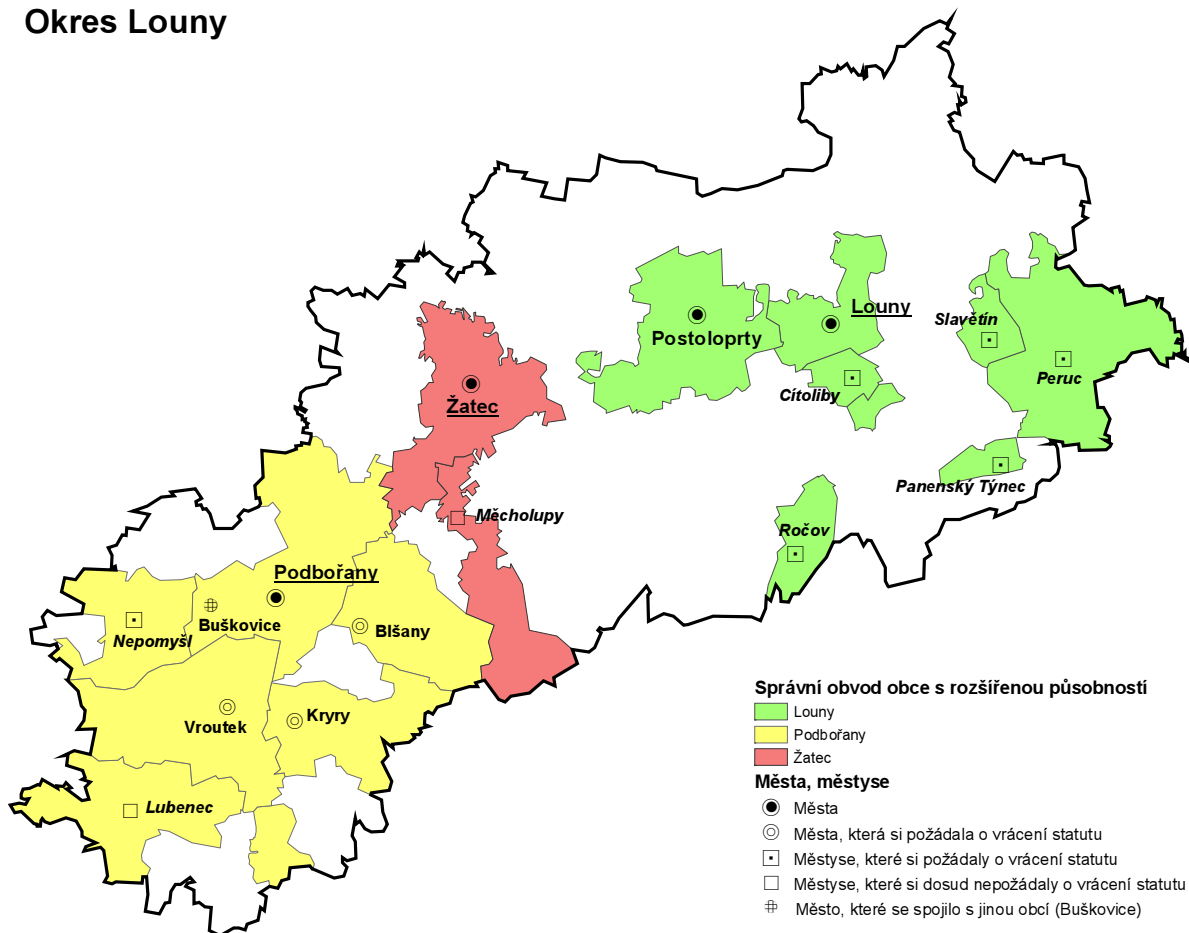 Okres Louny
Louny
Postoloprty
Slavětín
Peruc
Cítoliby
Žatec
Panenský Týnec
Měcholupy
Ročov
Podbořany
Buškovice
Blšany
Nepomyšl
Vroutek
Kryry
Lubenec
Správní obvod obce s rozšířenou působností
Louny
Podbořany
Žatec
Města, městyse
Města
Města, která si požádala o vrácení statutu
Městyse, které si požádaly o vrácení statutu
Městyse, které si dosud nepožádaly o vrácení statutu
Město, které se spojilo s jinou obcí (Buškovice)